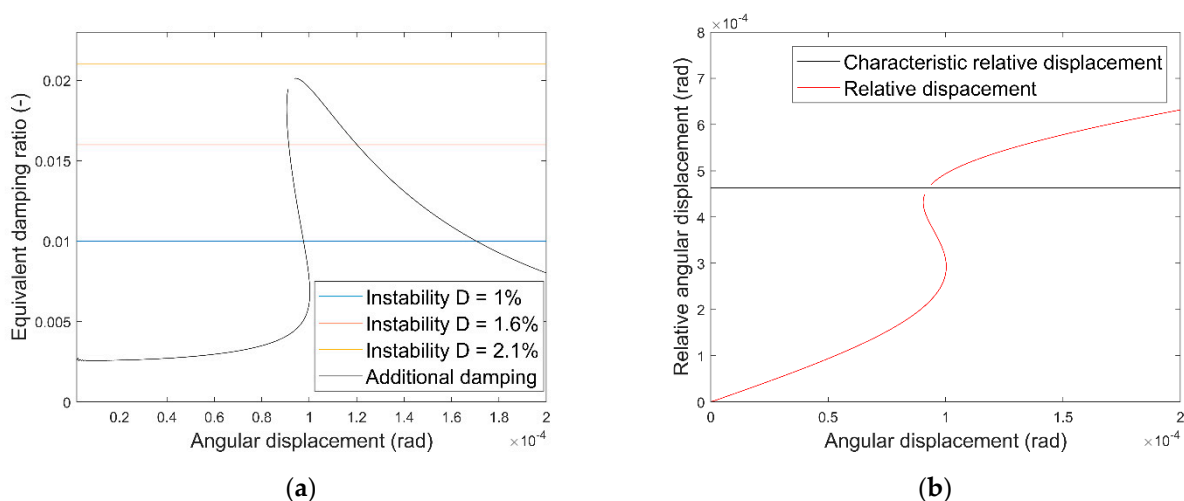 Equivalent damping ratio (-)
0.02
0.015
0.01
0.005
0
Instability D = 1%
Instability D = 1.6%
Instability D = 2.1%
Additional damping
0.2 0.4 0.6 0.8 1 1.2 1.4 1.6 1.8 2
×10⁻⁴
Angular displacement (rad)
(a)
×10⁻⁴
Relative angular displacement (rad)
8
7
6
5
4
3
2
1
0
Characteristic relative displacement
Relative dispacement
0 0.5 1 1.5 2
×10⁻⁴
Angular displacement (rad)
(b)